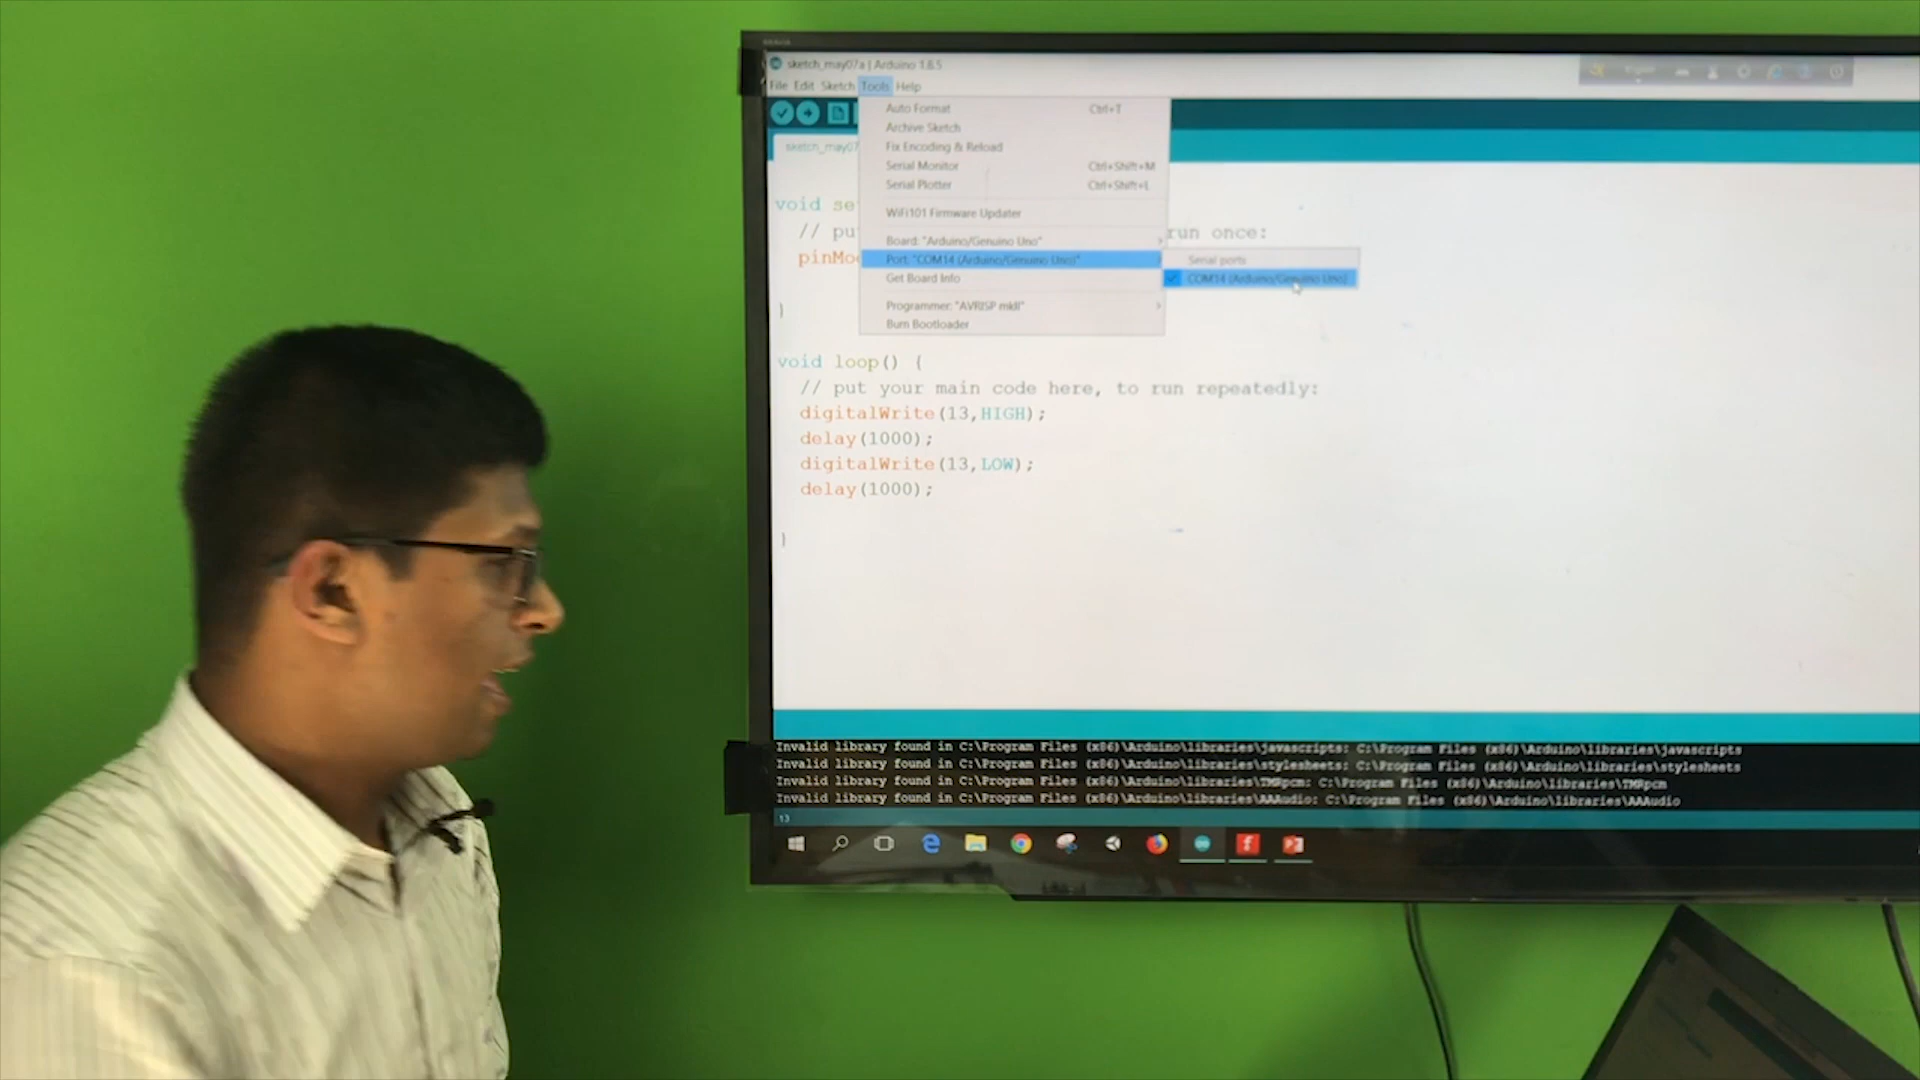 sketch_may07a | Arduino 1.8.5
File Edit Sketch Tools Help
Auto Format Ctrl+T
Archive Sketch
Fix Encoding & Reload
Serial Monitor Ctrl+Shift+M
Serial Plotter Ctrl+Shift+L
WiFi101 Firmware Updater
Board: "Arduino/Genuino Uno"
Port: "COM14 (Arduino/Genuino Uno)"
Get Board Info
Programmer: "AVRISP mkII"
Burn Bootloader
Serial ports
COM14 (Arduino/Genuino Uno)
sketch_may07
void se
// pu run once:
pinMo
}
void loop() {
// put your main code here, to run repeatedly:
digitalWrite(13,HIGH);
delay(1000);
digitalWrite(13,LOW);
delay(1000);
}
Invalid library found in C:\Program Files (x86)\Arduino\libraries\javascripts: C:\Program Files (x86)\Arduino\libraries\javascripts
Invalid library found in C:\Program Files (x86)\Arduino\libraries\stylesheets: C:\Program Files (x86)\Arduino\libraries\stylesheets
Invalid library found in C:\Program Files (x86)\Arduino\libraries\TMRpcm: C:\Program Files (x86)\Arduino\libraries\TMRpcm
Invalid library found in C:\Program Files (x86)\Arduino\libraries\AAAudio: C:\Program Files (x86)\Arduino\libraries\AAAudio
13